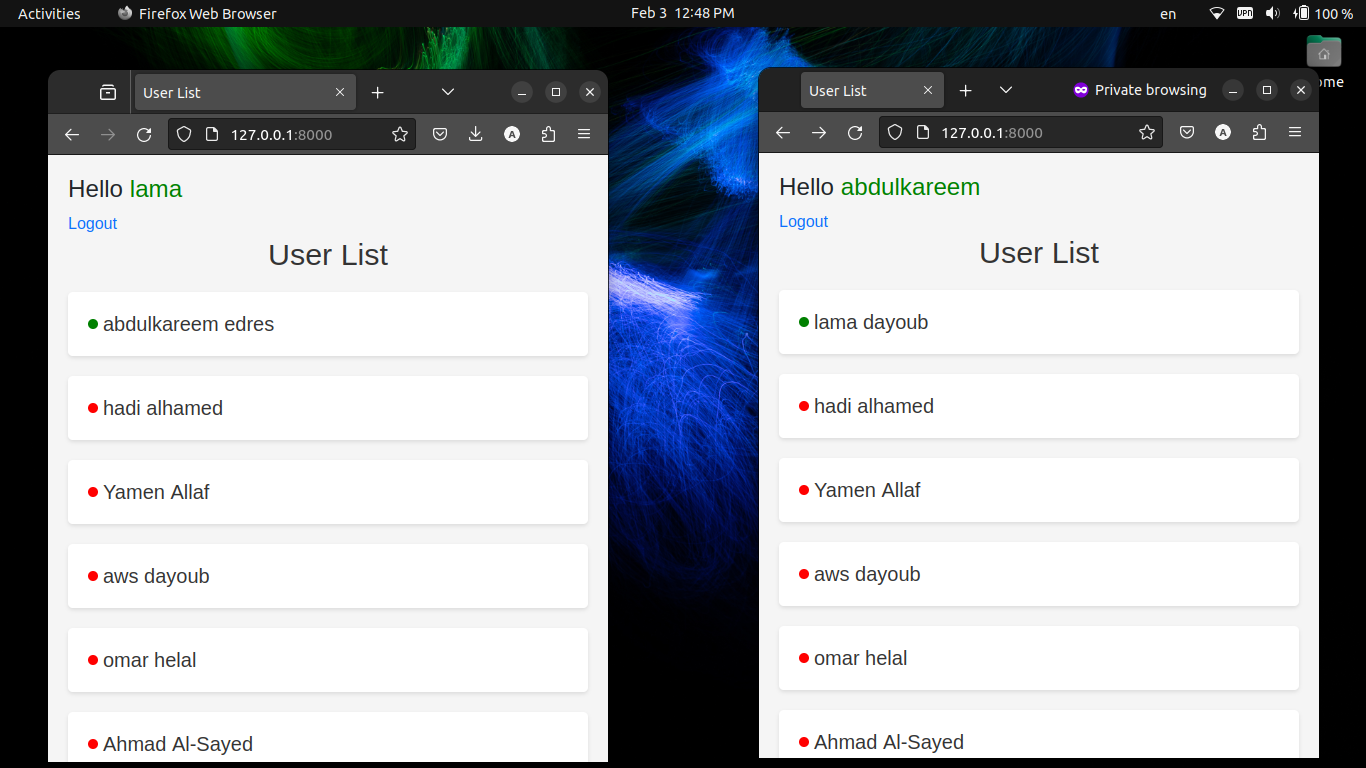 Activities Firefox Web Browser Feb 3 12:48 PM en VPN 100 %
User List
127.0.0.1:8000 A
Hello lama
Logout
User List
abdulkareem edres
hadi alhamed
Yamen Allaf
aws dayoub
omar helal
Ahmad Al-Sayed
User List Private browsing
127.0.0.1:8000 A
Hello abdulkareem
Logout
User List
lama dayoub
hadi alhamed
Yamen Allaf
aws dayoub
omar helal
Ahmad Al-Sayed
ome